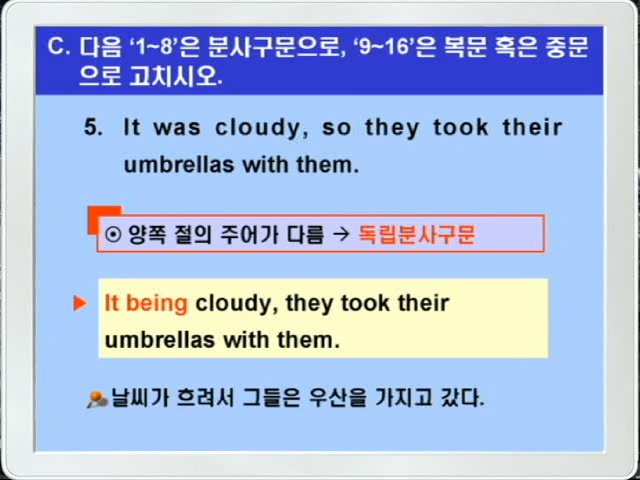 C. 다음 ‘1~8’은 분사구문으로, ‘9~16’은 복문 혹은 중문
으로 고치시오.
5. It was cloudy, so they took their
umbrellas with them.
⊙ 양쪽 절의 주어가 다름 → 독립분사구문
It being cloudy, they took their
umbrellas with them.
날씨가 흐려서 그들은 우산을 가지고 갔다.